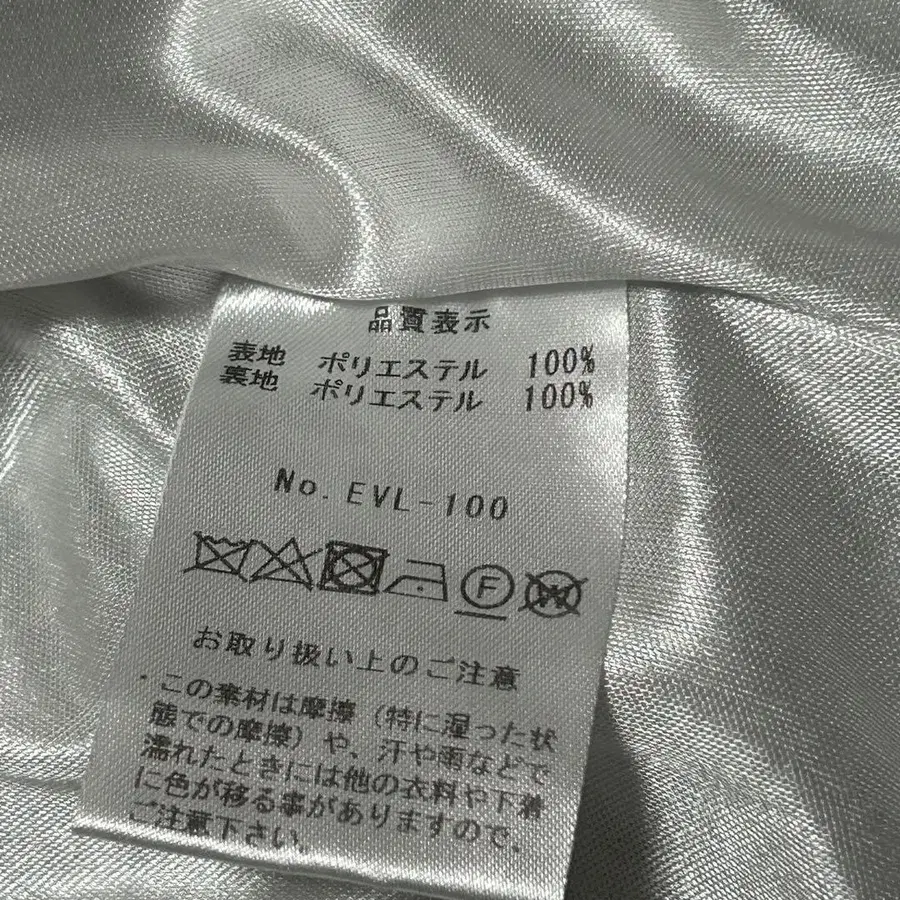 品質表示
表地 ポリエステル 100%
裏地 ポリエステル 100%
No. EVL-100
F
W
お取り扱い上のご注意
・この素材は摩擦(特に湿った状
態での摩擦)や、汗や雨などで
濡れたときには他の衣料や下着
に色が移る事がありますので、
ご注意下さい。